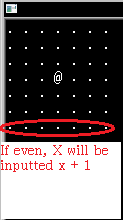 @
If even, X will be
inputted x + 1